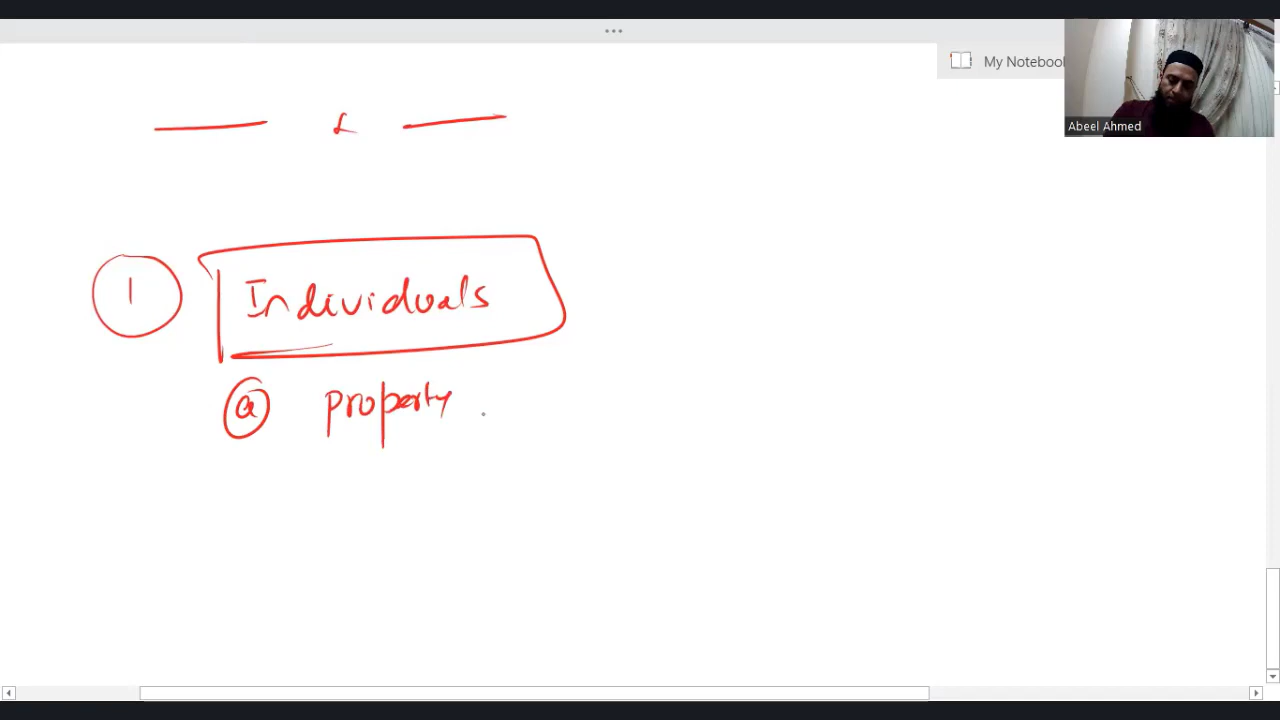 My Notebook
Abeel Ahmed
——— & ———
1 Individuals
a property